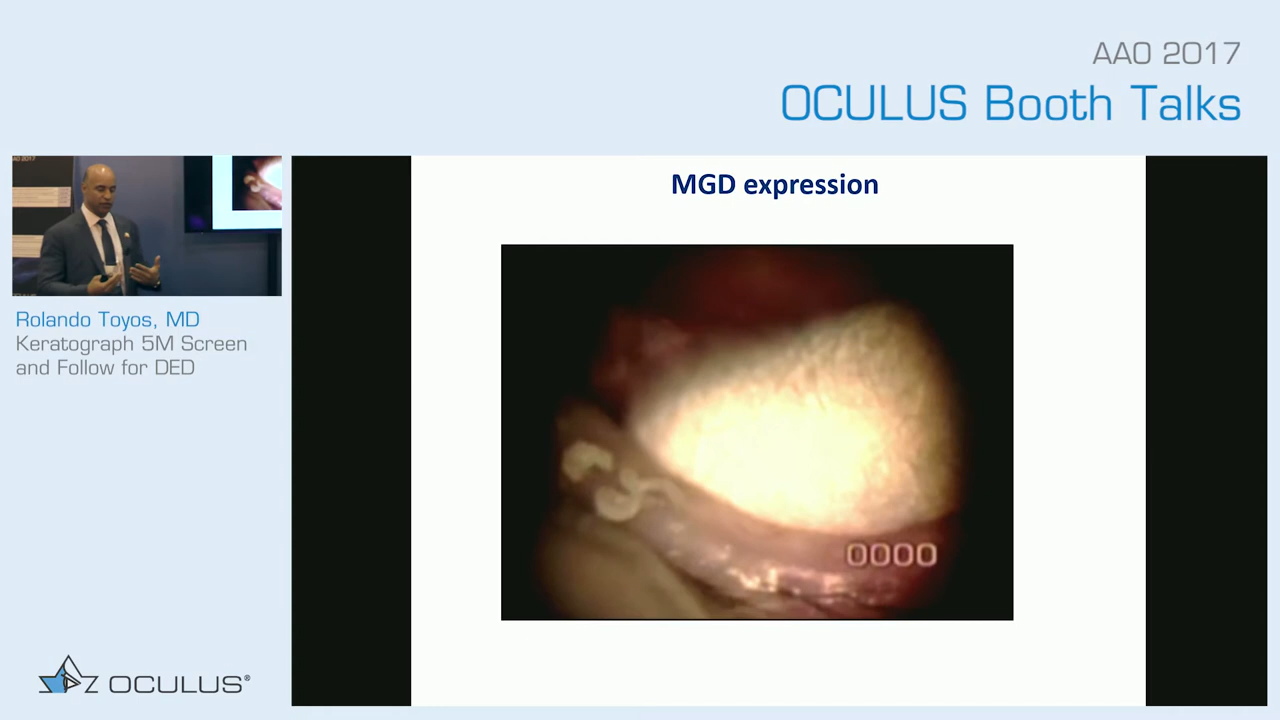 AAO 2017
OCULUS Booth Talks
MGD expression
0000
Rolando Toyos, MD
Keratograph 5M Screen
and Follow for DED
OCULUS®